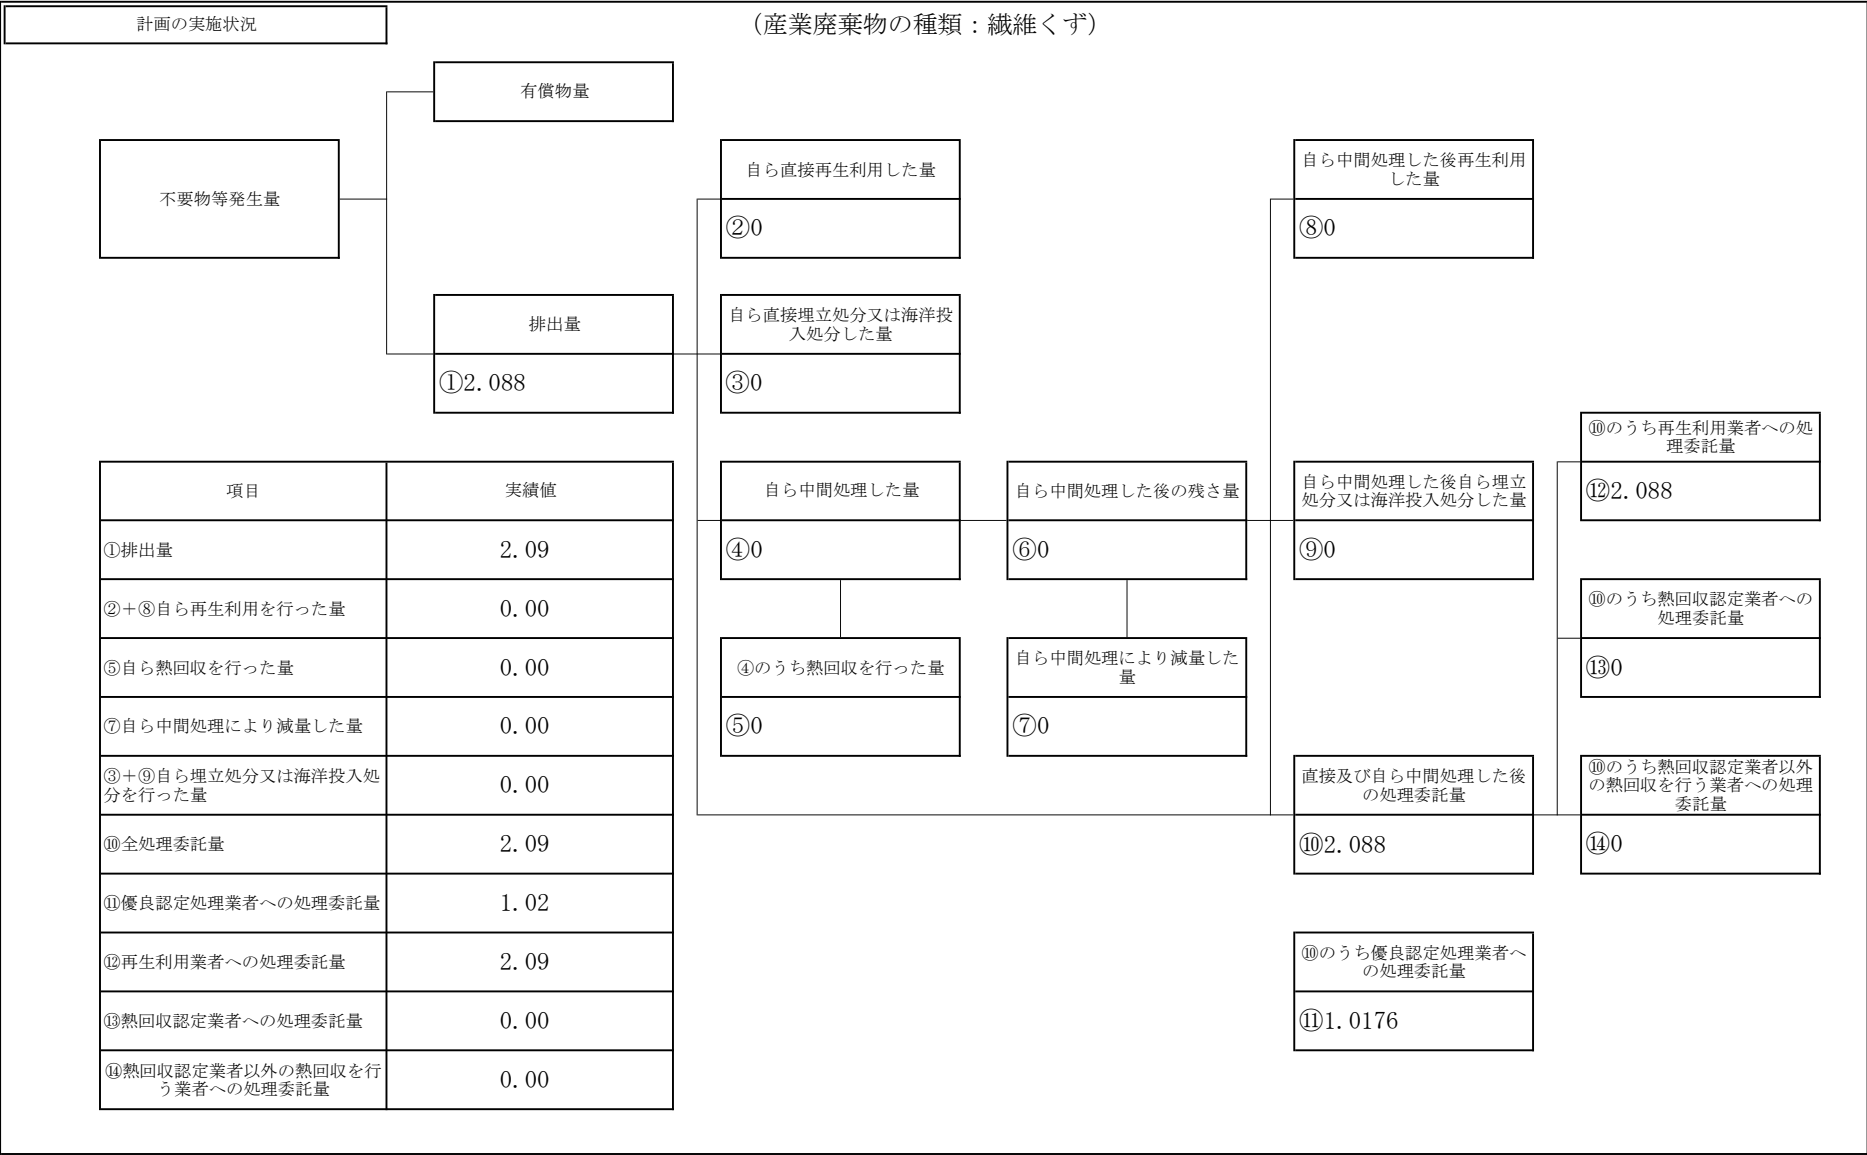 計画の実施状況
（産業廃棄物の種類：繊維くず）
有償物量
不要物等発生量
自ら直接再生利用した量
②0
自ら中間処理した後再生利用
した量
⑧0
排出量
①2.088
自ら直接埋立処分又は海洋投
入処分した量
③0
⑩のうち再生利用業者への処
理委託量
⑫2.088
自ら中間処理した量
④0
自ら中間処理した後の残さ量
⑥0
自ら中間処理した後自ら埋立
処分又は海洋投入処分した量
⑨0
⑩のうち熱回収認定業者への
処理委託量
⑬0
④のうち熱回収を行った量
⑤0
自ら中間処理により減量した
量
⑦0
直接及び自ら中間処理した後
の処理委託量
⑩2.088
⑩のうち熱回収認定業者以外
の熱回収を行う業者への処理
委託量
⑭0
⑩のうち優良認定処理業者へ
の処理委託量
⑪1.0176
項目 実績値
①排出量 2.09
②＋⑧自ら再生利用を行った量 0.00
⑤自ら熱回収を行った量 0.00
⑦自ら中間処理により減量した量 0.00
③＋⑨自ら埋立処分又は海洋投入処
分を行った量 0.00
⑩全処理委託量 2.09
⑪優良認定処理業者への処理委託量 1.02
⑫再生利用業者への処理委託量 2.09
⑬熱回収認定業者への処理委託量 0.00
⑭熱回収認定業者以外の熱回収を行
う業者への処理委託量 0.00